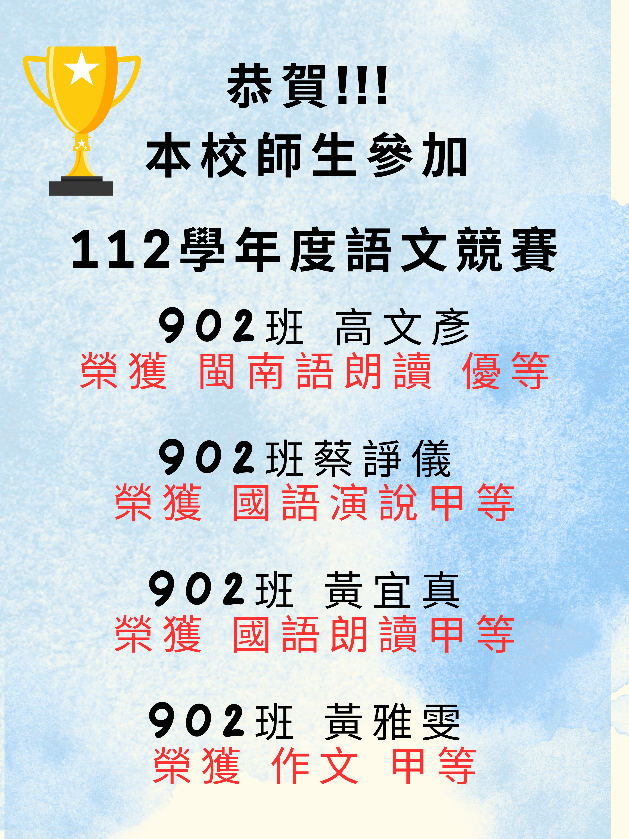 恭賀!!!
本校師生參加
112學年度語文競賽
902班 高文彥
榮獲 閩南語朗讀 優等
902班蔡諍儀
榮獲 國語演說甲等
902班 黃宜真
榮獲 國語朗讀甲等
902班 黃雅雯
榮獲 作文 甲等